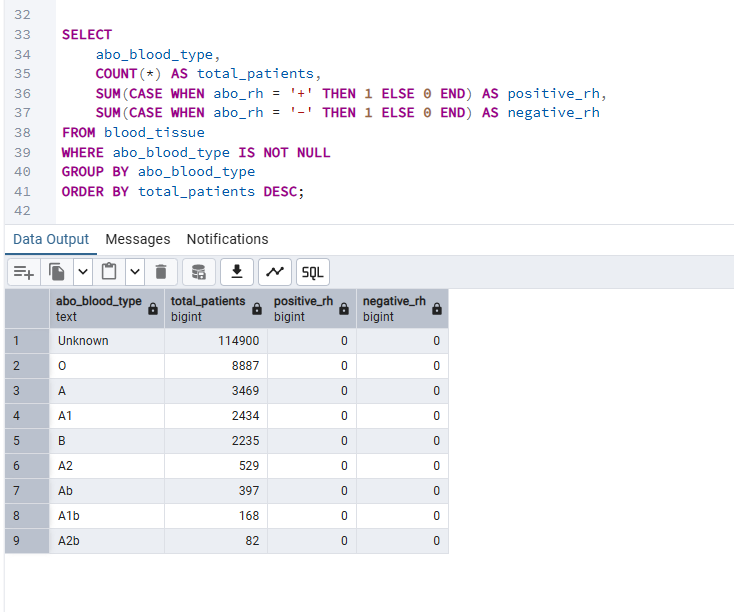 32
33 SELECT
34 abo_blood_type,
35 COUNT(*) AS total_patients,
36 SUM(CASE WHEN abo_rh = '+' THEN 1 ELSE 0 END) AS positive_rh,
37 SUM(CASE WHEN abo_rh = '-' THEN 1 ELSE 0 END) AS negative_rh
38 FROM blood_tissue
39 WHERE abo_blood_type IS NOT NULL
40 GROUP BY abo_blood_type
41 ORDER BY total_patients DESC;
42
Data Output Messages Notifications
SQL
abo_blood_type total_patients positive_rh negative_rh
text bigint bigint bigint
1 Unknown 114900 0 0
2 O 8887 0 0
3 A 3469 0 0
4 A1 2434 0 0
5 B 2235 0 0
6 A2 529 0 0
7 Ab 397 0 0
8 A1b 168 0 0
9 A2b 82 0 0